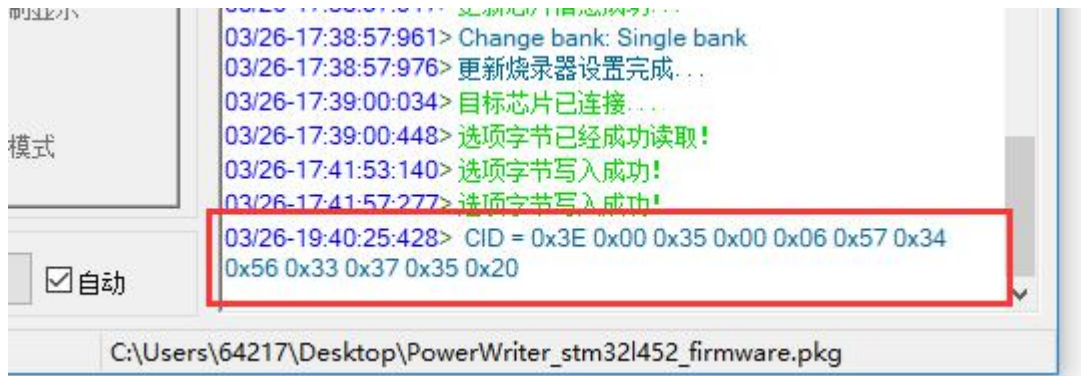 03/26-17:38:57:961> Change bank: Single bank
03/26-17:38:57:976> 更新烧录器设置完成...
03/26-17:39:00:034> 目标芯片已连接...
03/26-17:39:00:448> 选项字节已经成功读取!
模式
03/26-17:41:53:140> 选项字节写入成功!
03/26-17:41:57:277> 选项字节写入成功!
03/26-19:40:25:428> CID = 0x3E 0x00 0x35 0x00 0x06 0x57 0x34
0x56 0x33 0x37 0x35 0x20
自动
C:\Users\64217\Desktop\PowerWriter_stm32l452_firmware.pkg